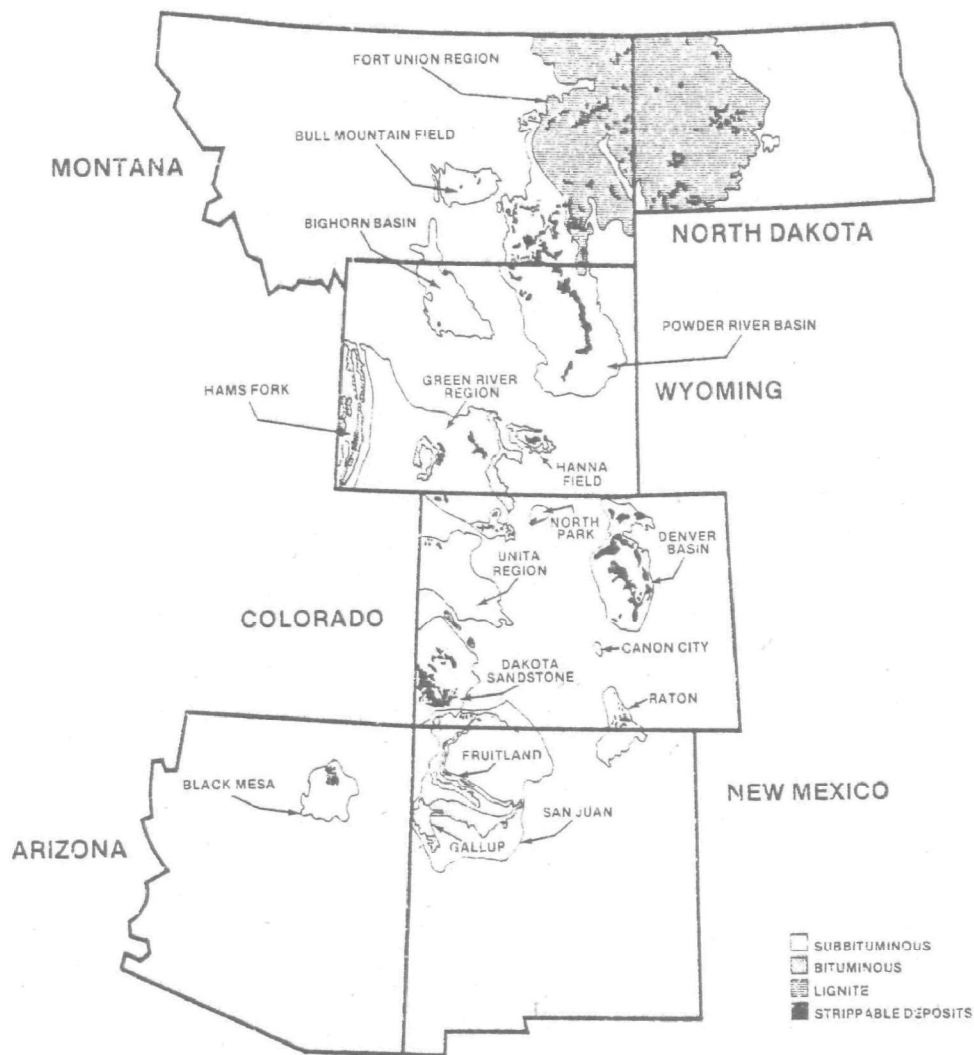 FORT UNION
REGION
BULL MOUNTAIN FIELD
MONTANA
BIGHORN BASIN
NORTH DAKOTA
POWDER RIVER BASIN
GREEN RIVER
REGION
HAMS FORK
WYOMING
HANNA
FIELD
NORTH
PARK
DENVER
BASIN
UNITA
REGION
COLORADO
CANON CITY
DAKOTA
SANDSTONE
RATON
FRUITLAND
BLACK MESA
NEW MEXICO
SAN JUAN
GALLUP
ARIZONA
SUBBITUMINOUS
BITUMINOUS
LIGNITE
STRIPPABLE DEPOSITS